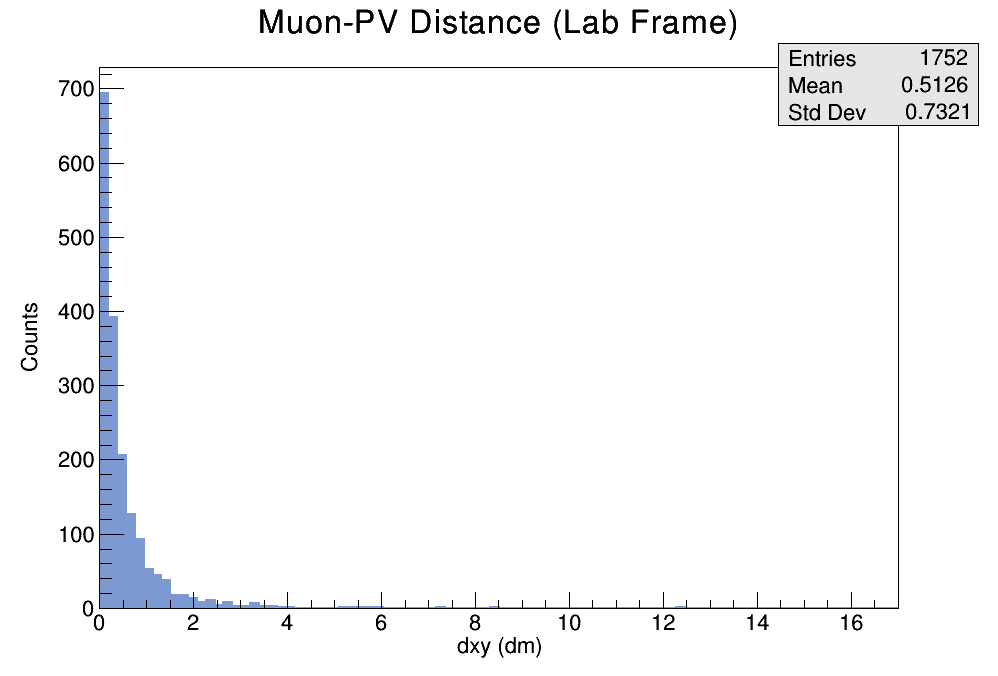 Muon-PV Distance (Lab Frame)
Entries 1752
Mean 0.5126
Std Dev 0.7321
700
600
500
400
300
200
100
0
Counts
0 2 4 6 8 10 12 14 16
dxy (dm)